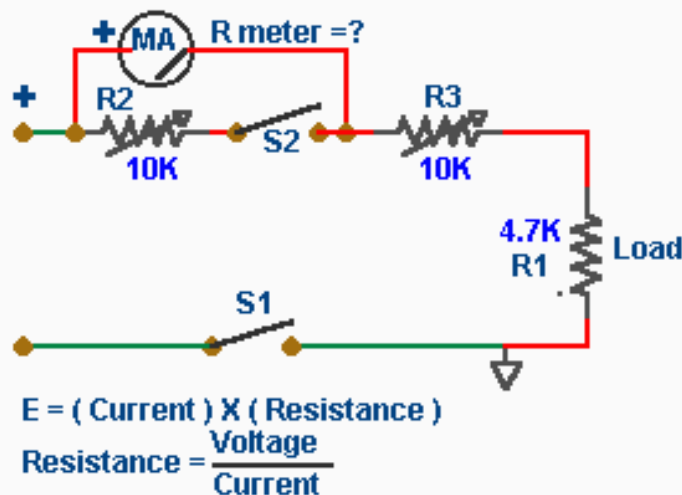 + MA R meter =?
+
R2
10K
S2
R3
10K
4.7K
R1
Load
S1
E = ( Current ) X ( Resistance )
Resistance = Voltage
Current